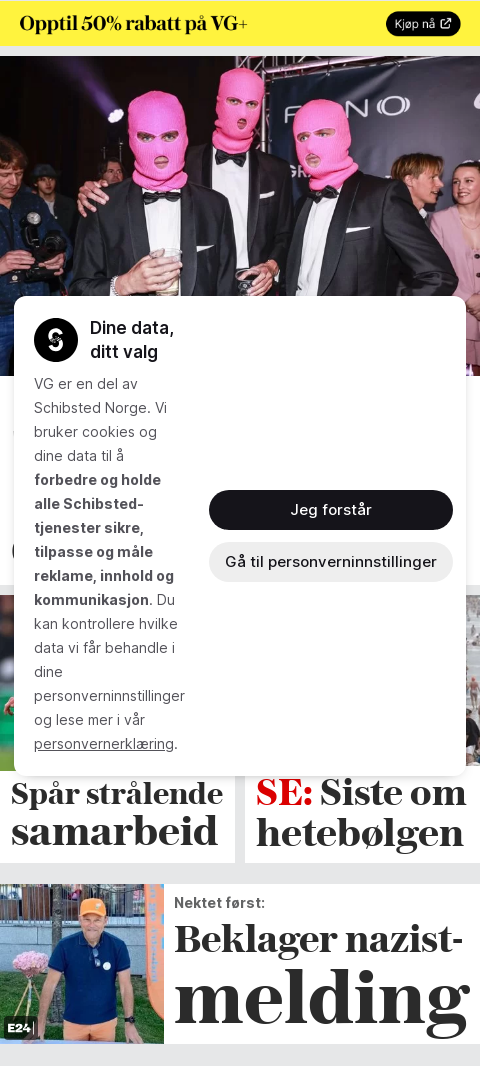 Opptil 50% rabatt på VG+
Kjøp nå
Dine data,
ditt valg
VG er en del av
Schibsted Norge. Vi
bruker cookies og
dine data til å
forbedre og holde
alle Schibsted-
tjenester sikre,
tilpasse og måle
reklame, innhold og
kommunikasjon. Du
kan kontrollere hvilke
data vi får behandle i
dine
personverninnstillinger
og lese mer i vår
personvernerklæring.
Jeg forstår
Gå til personverninnstillinger
Spår strålende
samarbeid
SE: Siste om
hetebølgen
Nektet først:
Beklager nazist-
melding
E24